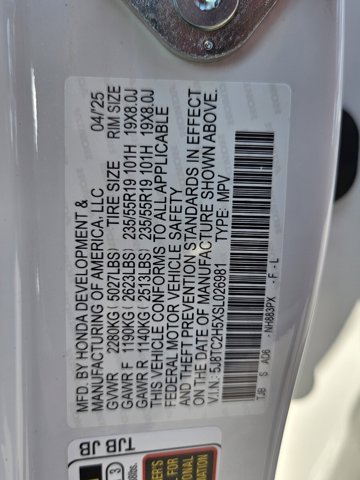 MFD. BY HONDA DEVELOPMENT & 04/25
MANUFACTURING OF AMERICA, LLC
GVWR 2280KG ( 5027LBS) TIRE SIZE RIM SIZE
GAWR F 1190KG ( 2623LBS) 235/55R19 101H 19X8.0J
GAWR R 1140KG ( 2513LBS) 235/55R19 101H 19X8.0J
THIS VEHICLE CONFORMS TO ALL APPLICABLE
FEDERAL MOTOR VEHICLE SAFETY
AND THEFT PREVENTION STANDARDS IN EFFECT
ON THE DATE OF MANUFACTURE SHOWN ABOVE.
V.I.N.: 5J8TC2H5XSL026981 TYPE: MPV
TJB S AD6 - NH883PX - F - L
TJB JB
3
FOR